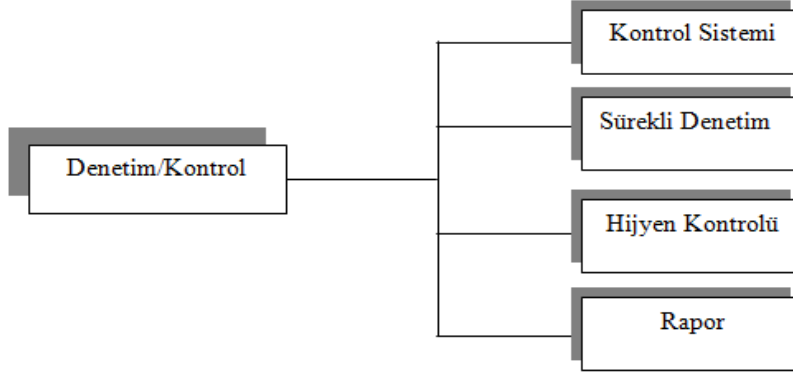 Kontrol Sistemi
Sürekli Denetim
Denetim/Kontrol
Hijyen Kontrolü
Rapor